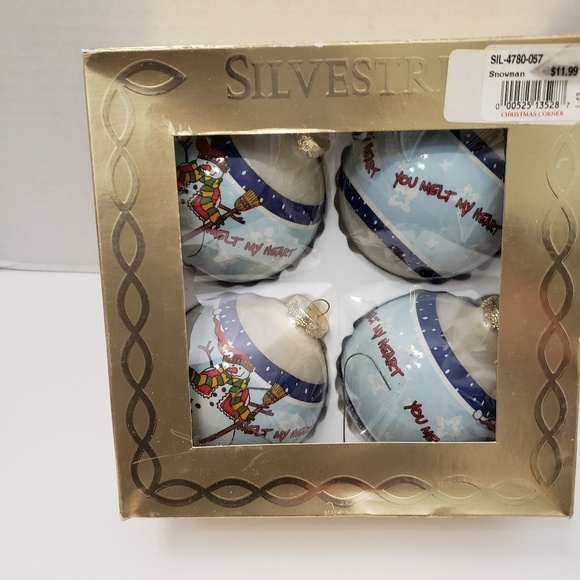 SILVESTRI
SIL-4780-057
Snowman $11.99
0 00525 13528 7
CHRISTMAS CORNER
MELT MY HEART
HEART
YOU MELT MY HEART
MELT MY HEART
MY HEART
YOU MELT